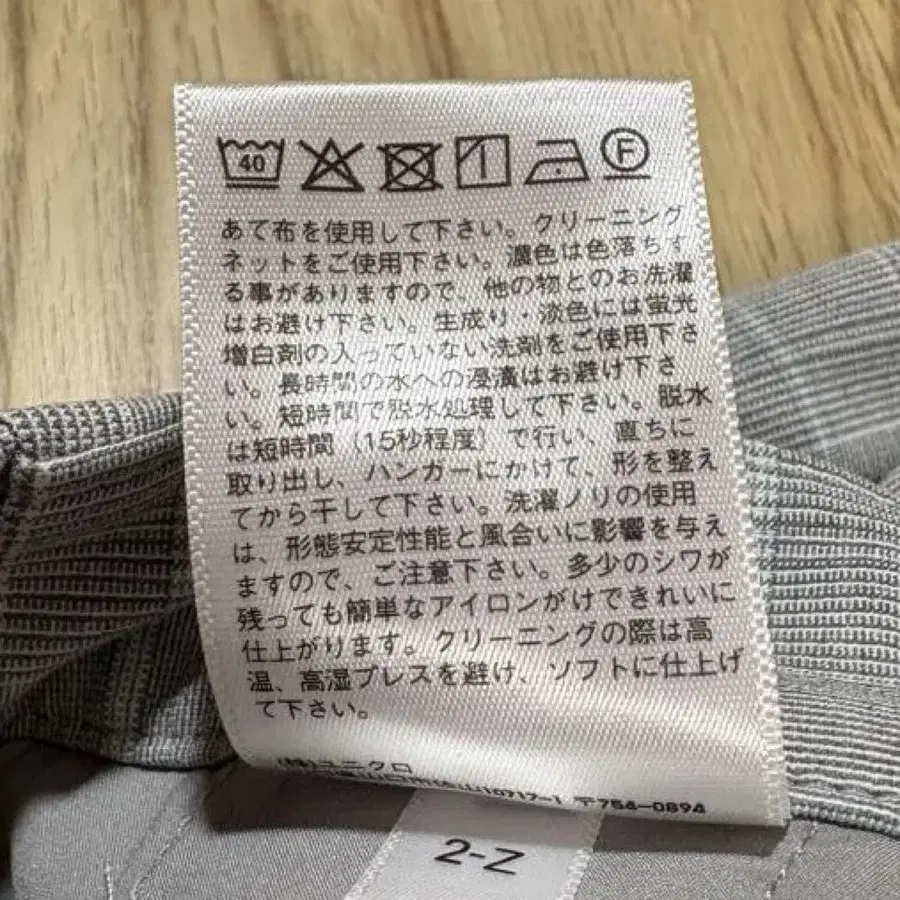 40 F
あて布を使用して下さい。クリーニング
ネットをご使用下さい。濃色は色落ちす
る事がありますので、他の物とのお洗濯
はお避け下さい。生成り・淡色には蛍光
増白剤の入っていない洗剤をご使用下さ
い。長時間の水への浸漬はお避け下さ
い。短時間で脱水処理して下さい。脱水
は短時間（15秒程度）で行い、直ちに
取り出し、ハンガーにかけて、形を整え
てから干して下さい。洗濯ノリの使用
は、形態安定性能と風合いに影響を与え
ますので、ご注意下さい。多少のシワが
残っても簡単なアイロンがけできれいに
仕上がります。クリーニングの際は高
温、高湿プレスを避け、ソフトに仕上げ
て下さい。
(株)ユニクロ
山10717-1 〒754-0894
2-Z